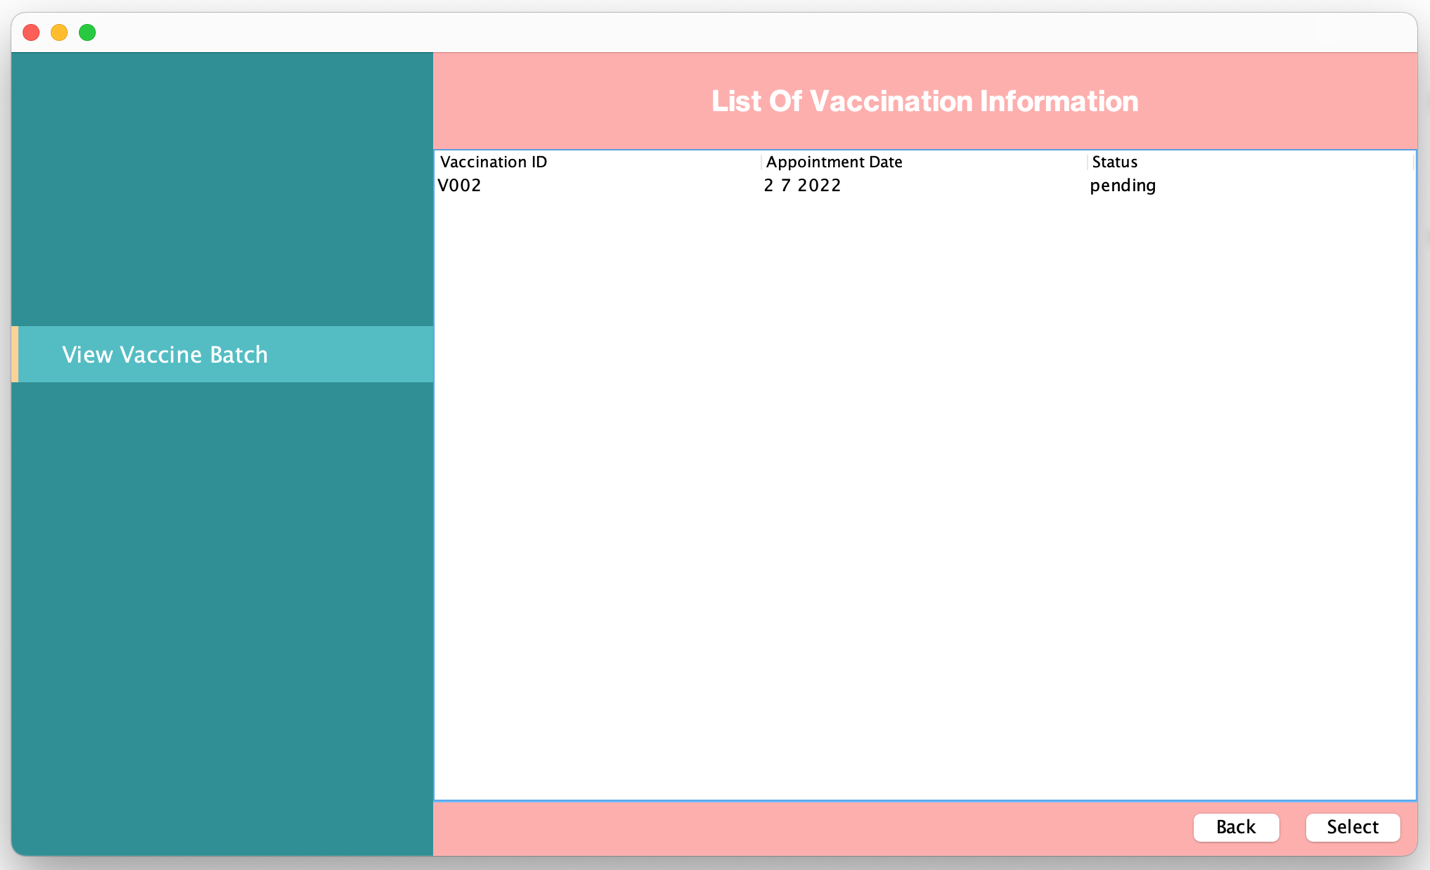 List Of Vaccination Information
Vaccination ID Appointment Date Status
V002 2 7 2022 pending
View Vaccine Batch
Back Select